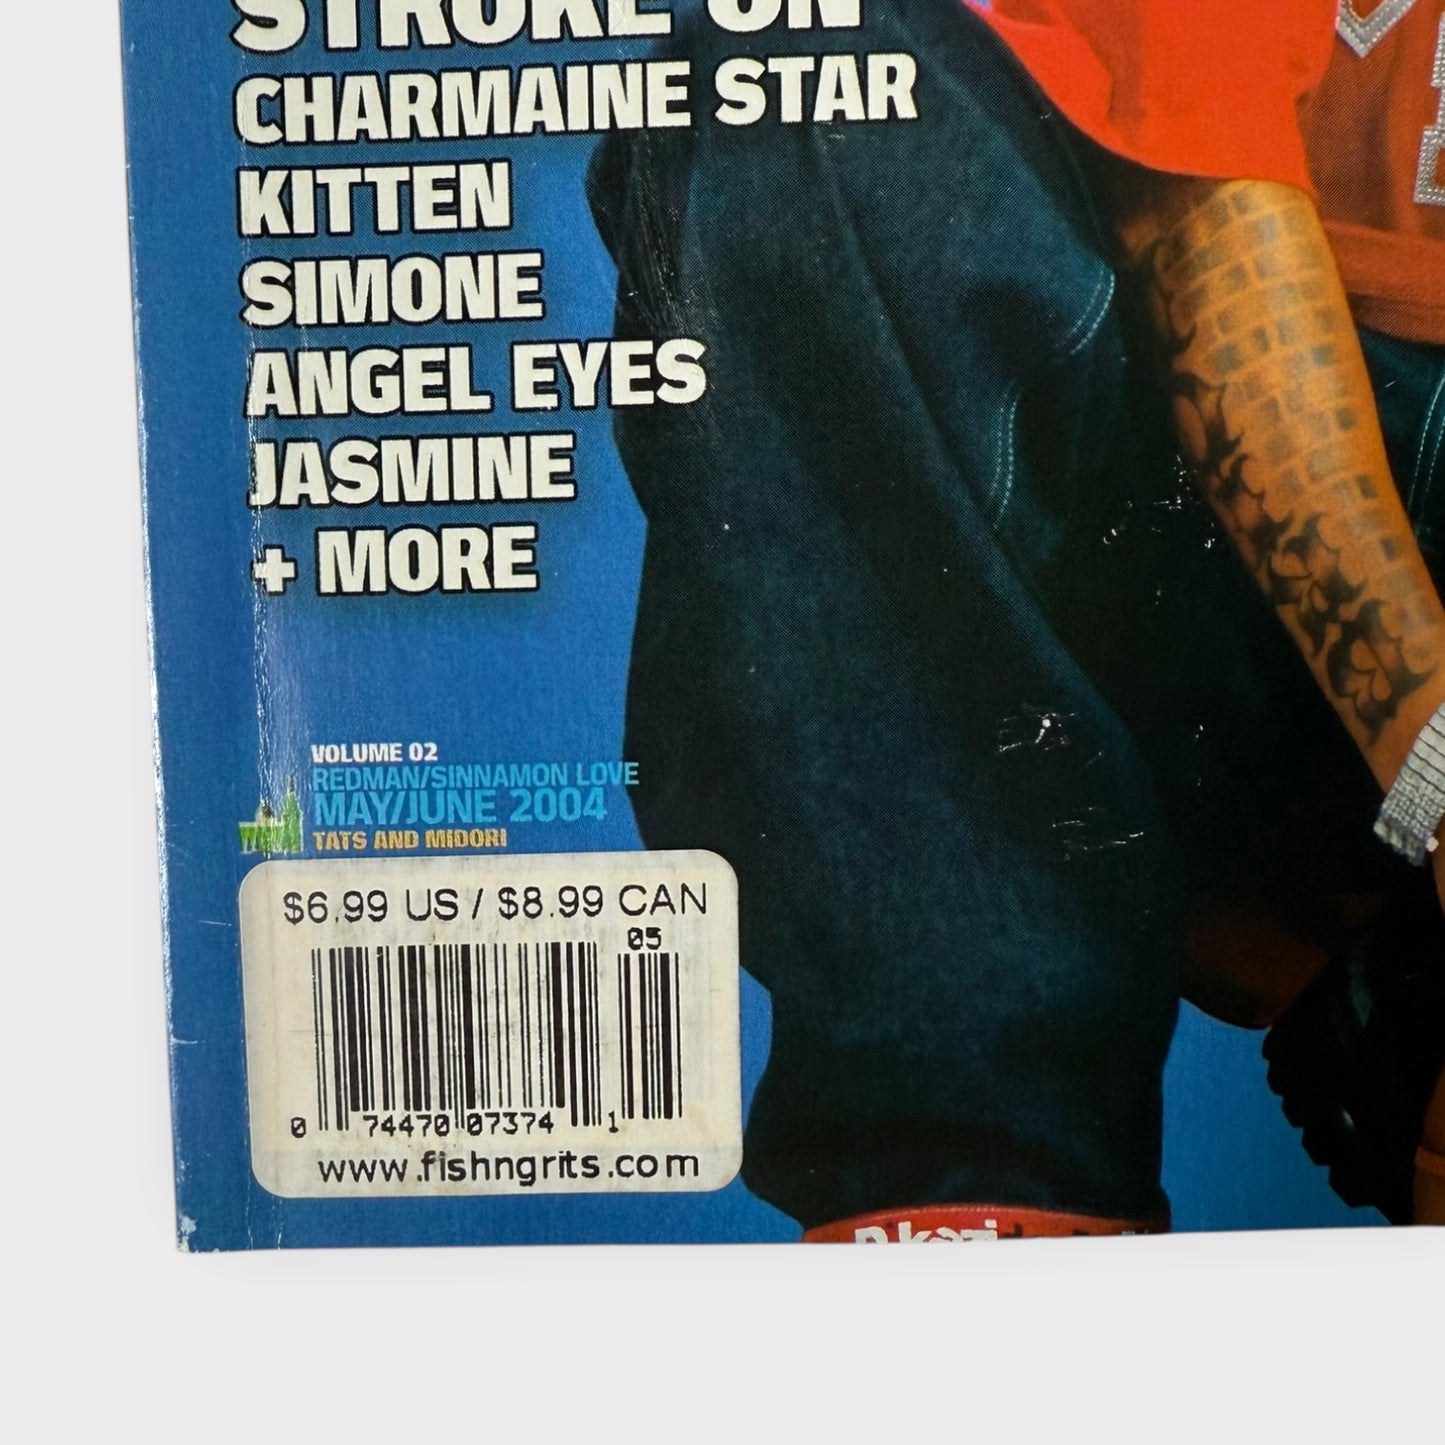 STROKE ON
CHARMAINE STAR
KITTEN
SIMONE
ANGEL EYES
JASMINE
+ MORE
VOLUME 02
REDMAN/SINNAMON LOVE
MAY/JUNE 2004
TATS AND MIDORI
$6.99 US / $8.99 CAN
05
0 74470 07374 1
www.fishngrits.com